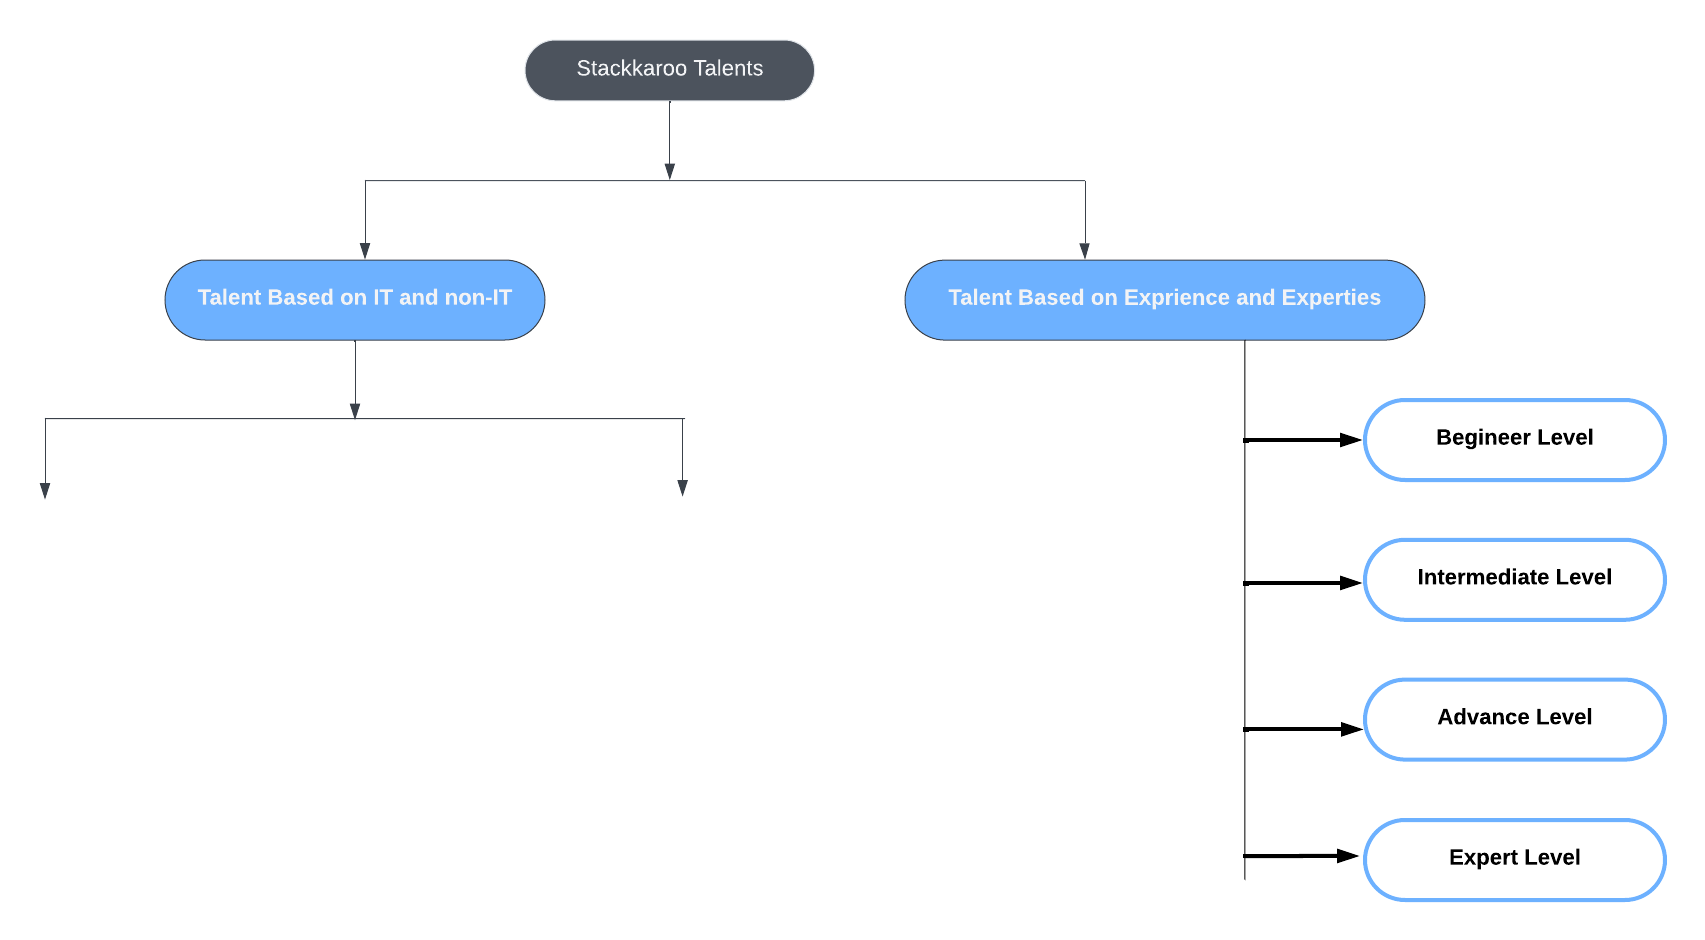 Stackkaroo Talents
Talent Based on IT and non-IT
Talent Based on Exprience and Experties
Begineer Level
Intermediate Level
Advance Level
Expert Level